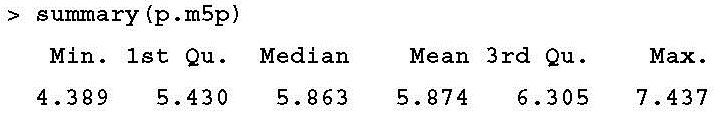 > summary(p.m5p)
Min. 1st Qu. Median Mean 3rd Qu. Max.
4.389 5.430 5.863 5.874 6.305 7.437